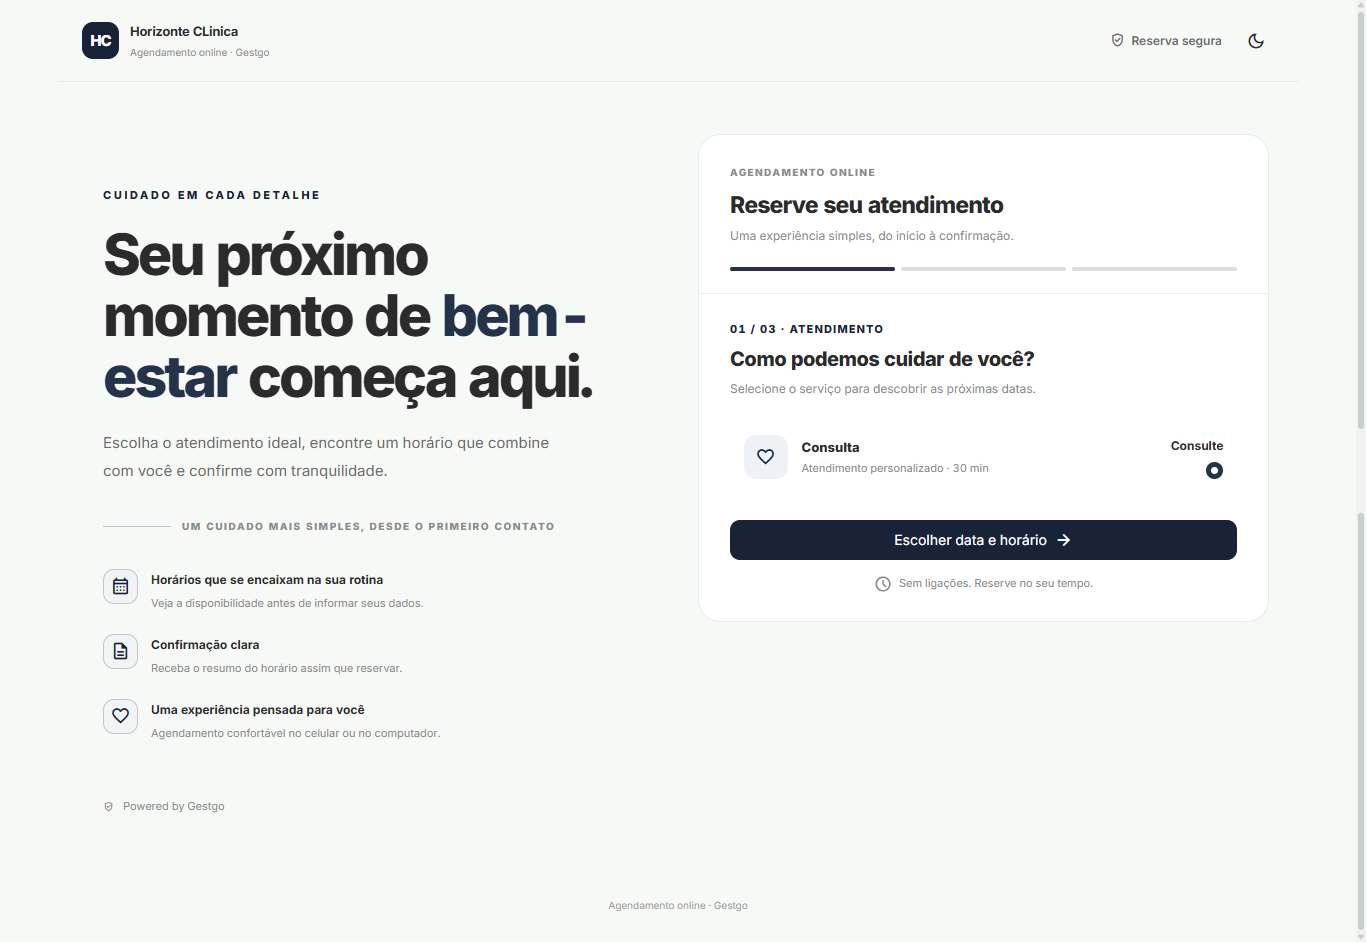 HC
Horizonte CLinica
Agendamento online · Gestgo
Reserva segura
CUIDADO EM CADA DETALHE
Seu próximo
momento de bem-
estar começa aqui.
Escolha o atendimento ideal, encontre um horário que combine
com você e confirme com tranquilidade.
UM CUIDADO MAIS SIMPLES, DESDE O PRIMEIRO CONTATO
Horários que se encaixam na sua rotina
Veja a disponibilidade antes de informar seus dados.
Confirmação clara
Receba o resumo do horário assim que reservar.
Uma experiência pensada para você
Agendamento confortável no celular ou no computador.
Powered by Gestgo
AGENDAMENTO ONLINE
Reserve seu atendimento
Uma experiência simples, do início à confirmação.
01 / 03 · ATENDIMENTO
Como podemos cuidar de você?
Selecione o serviço para descobrir as próximas datas.
Consulta
Atendimento personalizado · 30 min
Consulte
Escolher data e horário
Sem ligações. Reserve no seu tempo.
Agendamento online · Gestgo